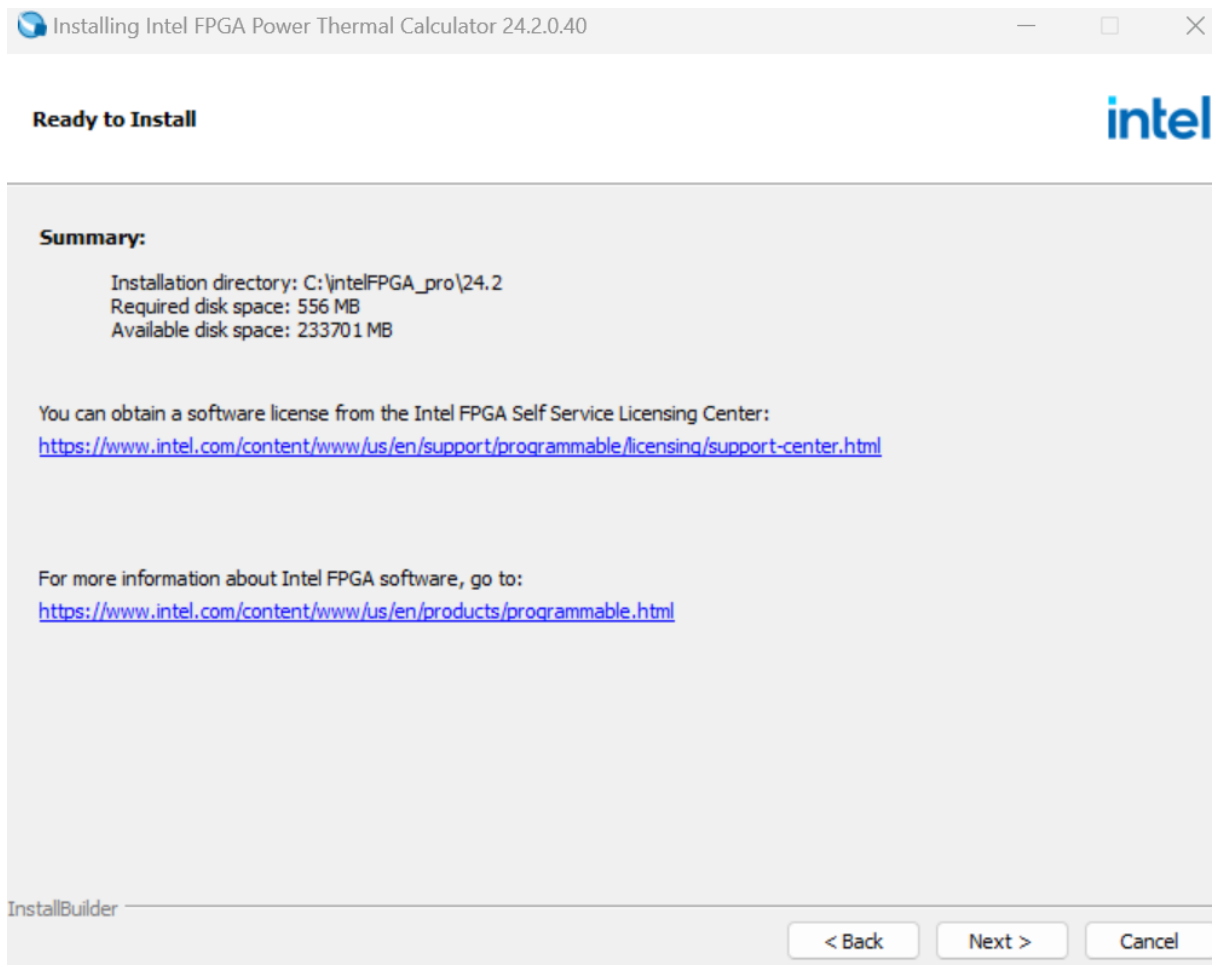 Installing Intel FPGA Power Thermal Calculator 24.2.0.40
Ready to Install
intel
Summary:
Installation directory: C:\intelFPGA_pro\24.2
Required disk space: 556 MB
Available disk space: 233701 MB
You can obtain a software license from the Intel FPGA Self Service Licensing Center:
https://www.intel.com/content/www/us/en/support/programmable/licensing/support-center.html
For more information about Intel FPGA software, go to:
https://www.intel.com/content/www/us/en/products/programmable.html
InstallBuilder
< Back Next > Cancel